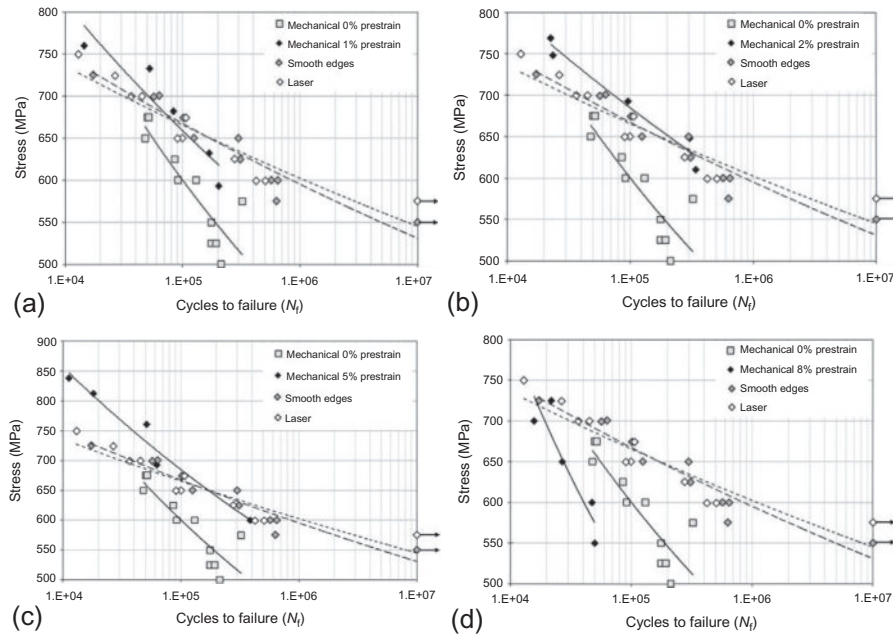 800
750
700
650
600
550
500
Stress (MPa)
Mechanical 0% prestrain
Mechanical 1% prestrain
Smooth edges
Laser
1.E+04
1.E+05
1.E+06
1.E+07
Cycles to failure (Nf)
(a)
800
750
700
650
600
550
500
Stress (MPa)
Mechanical 0% prestrain
Mechanical 2% prestrain
Smooth edges
Laser
1.E+04
1.E+05
1.E+06
1.E+07
Cycles to failure (Nf)
(b)
900
850
800
750
700
650
600
550
500
Stress (MPa)
Mechanical 0% prestrain
Mechanical 5% prestrain
Smooth edges
Laser
1.E+04
1.E+05
1.E+06
1.E+07
Cycles to failure (Nf)
(c)
800
750
700
650
600
550
500
Stress (MPa)
Mechanical 0% prestrain
Mechanical 8% prestrain
Smooth edges
Laser
1.E+04
1.E+05
1.E+06
1.E+07
Cycles to failure (Nf)
(d)